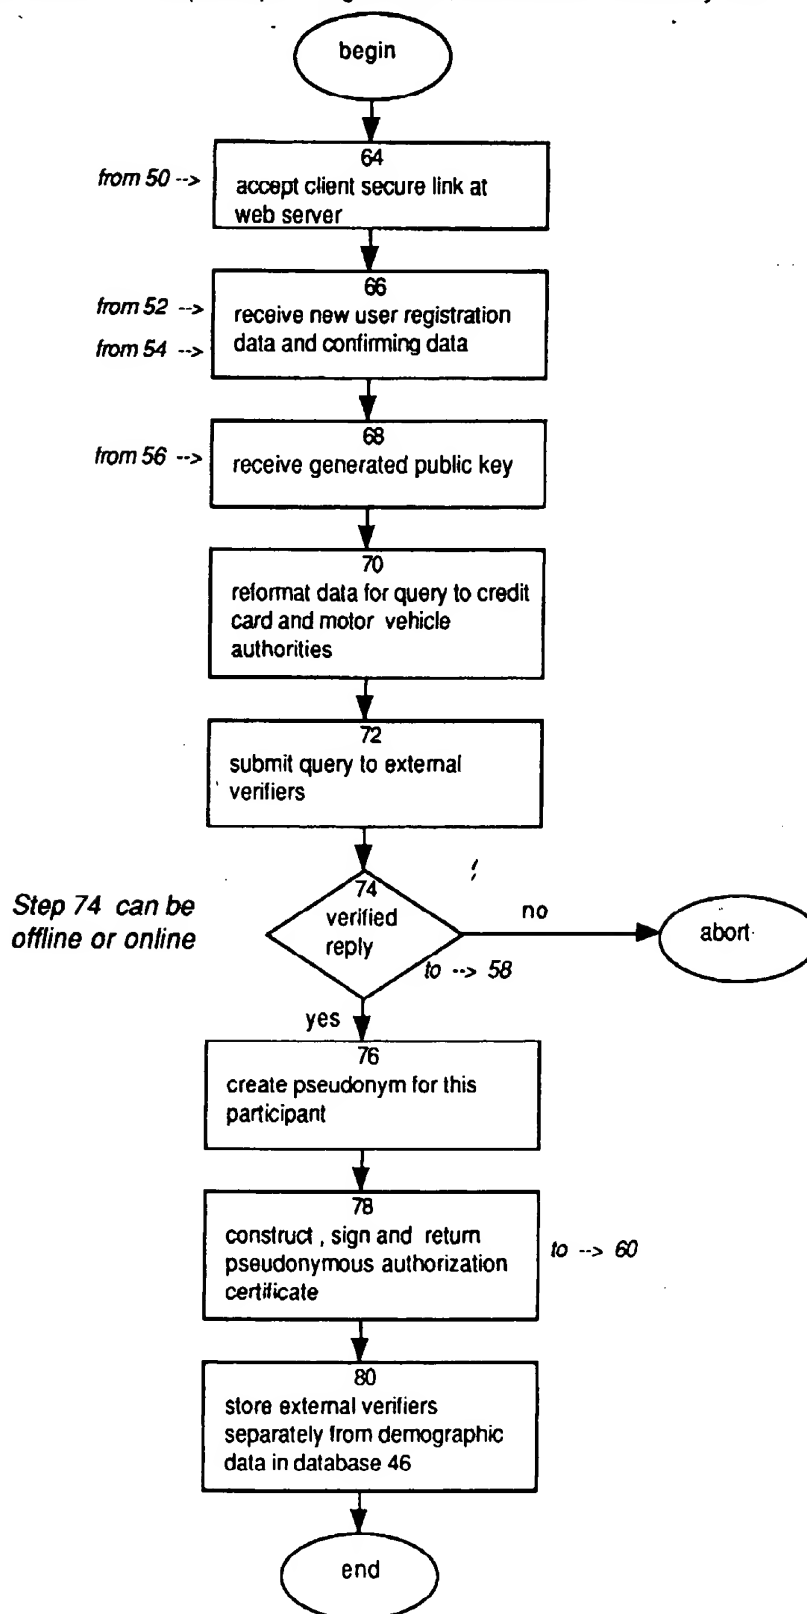 begin
64
from 50 -->
accept client secure link at
web server
66
from 52 -->
receive new user registration
from 54 -->
data and confirming data
68
from 56 -->
receive generated public key
70
reformat data for query to credit
card and motor vehicle
authorities
72
submit query to external
verifiers
Step 74 can be
offline or online
74
verified
reply
no
abort
to --> 58
yes
76
create pseudonym for this
participant
78
construct , sign and return
pseudonymous authorization
certificate
to --> 60
80
store external verifiers
separately from demographic
data in database 46
end